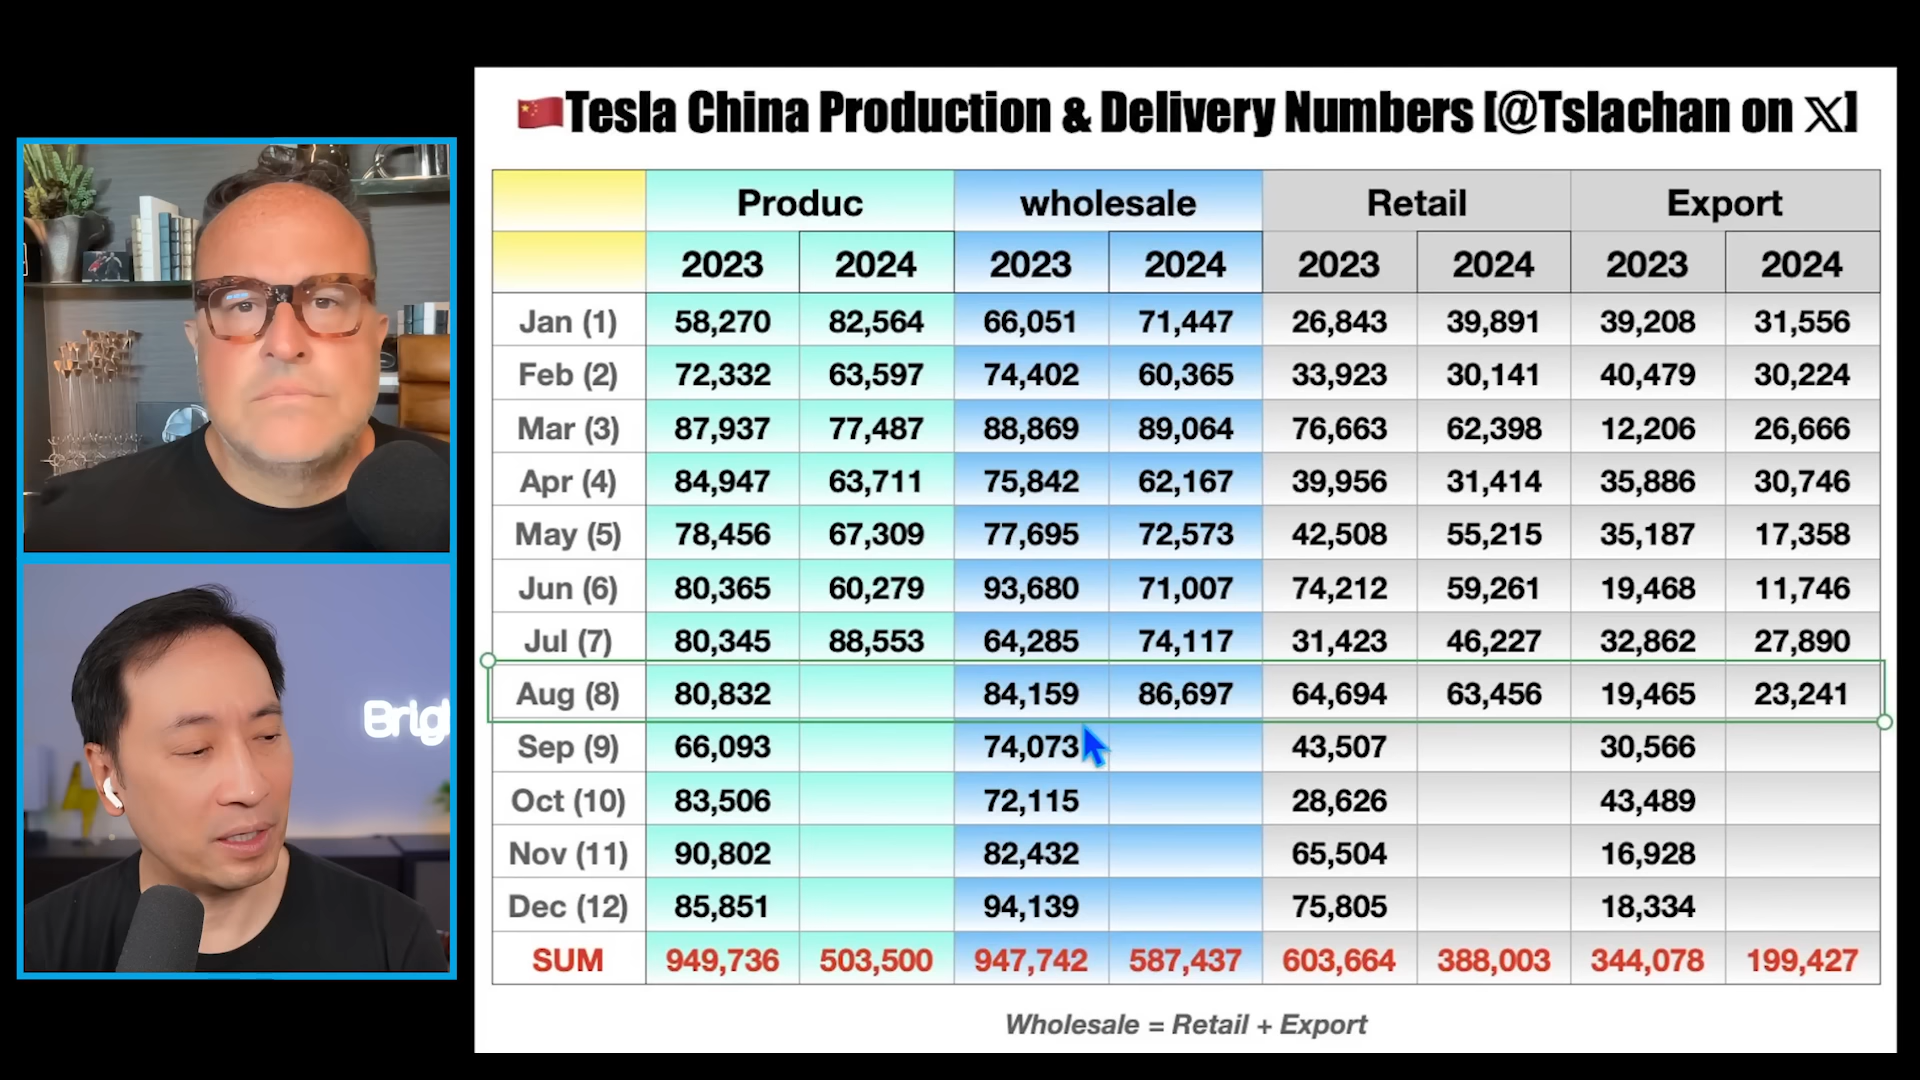 🇨🇳Tesla China Production & Delivery Numbers [@Tslachan on 𝕏]
Produc wholesale Retail Export
2023 2024 2023 2024 2023 2024 2023 2024
Jan (1) 58,270 82,564 66,051 71,447 26,843 39,891 39,208 31,556
Feb (2) 72,332 63,597 74,402 60,365 33,923 30,141 40,479 30,224
Mar (3) 87,937 77,487 88,869 89,064 76,663 62,398 12,206 26,666
Apr (4) 84,947 63,711 75,842 62,167 39,956 31,414 35,886 30,746
May (5) 78,456 67,309 77,695 72,573 42,508 55,215 35,187 17,358
Jun (6) 80,365 60,279 93,680 71,007 74,212 59,261 19,468 11,746
Jul (7) 80,345 88,553 64,285 74,117 31,423 46,227 32,862 27,890
Aug (8) 80,832 84,159 86,697 64,694 63,456 19,465 23,241
Sep (9) 66,093 74,073 43,507 30,566
Oct (10) 83,506 72,115 28,626 43,489
Nov (11) 90,802 82,432 65,504 16,928
Dec (12) 85,851 94,139 75,805 18,334
SUM 949,736 503,500 947,742 587,437 603,664 388,003 344,078 199,427
Wholesale = Retail + Export
Brig